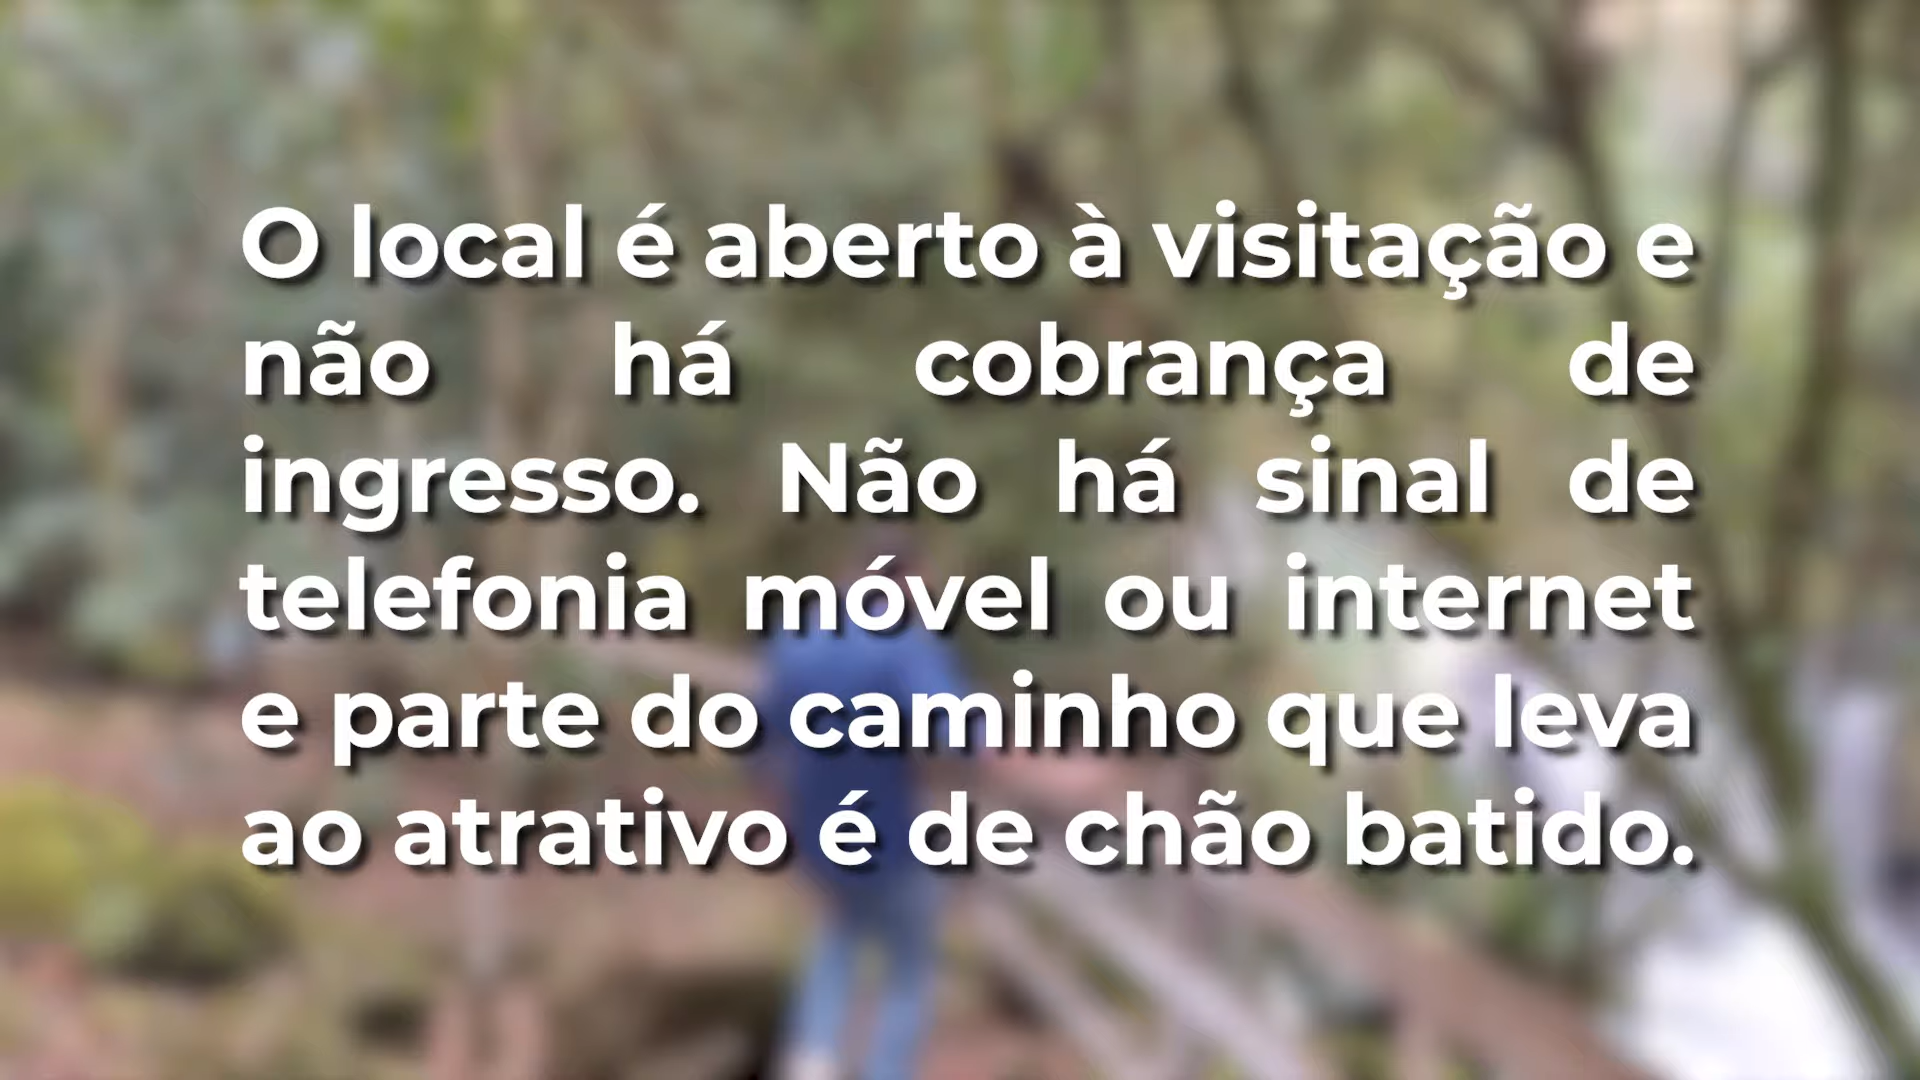 O local é aberto à visitação e
não há cobrança de
ingresso. Não há sinal de
telefonia móvel ou internet
e parte do caminho que leva
ao atrativo é de chão batido.